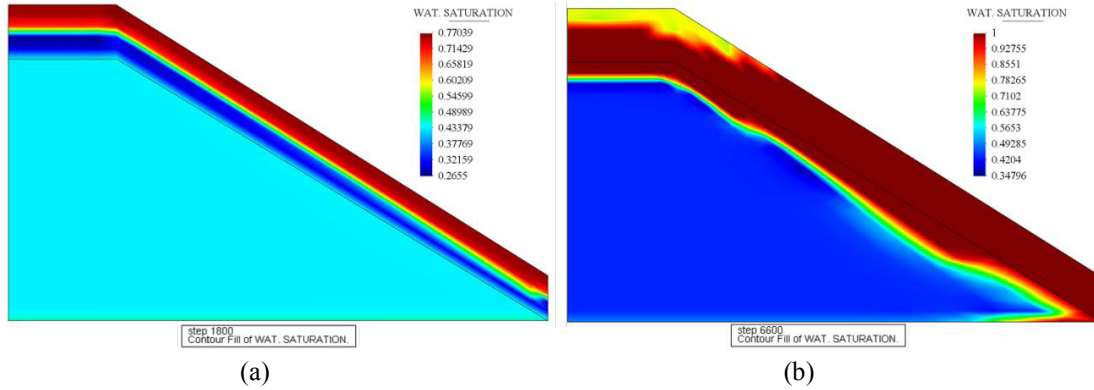 WAT. SATURATION
0.77039
0.71429
0.65819
0.60209
0.54599
0.48989
0.43379
0.37769
0.32159
0.2655
step 1800
Contour Fill of WAT. SATURATION.
(a)
WAT. SATURATION
1
0.92755
0.8551
0.78265
0.7102
0.63775
0.5653
0.49285
0.4204
0.34796
step 6600
Contour Fill of WAT. SATURATION.
(b)